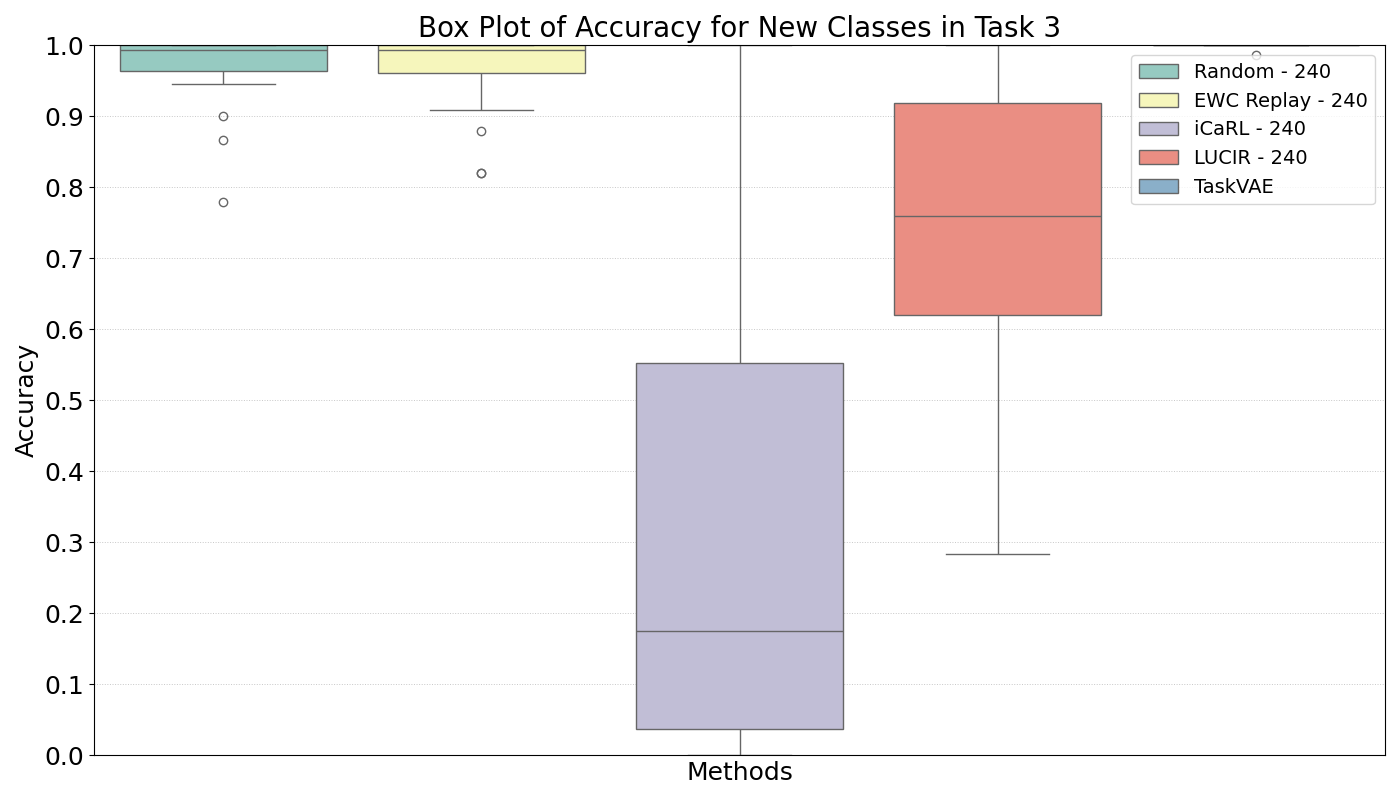 Box Plot of Accuracy for New Classes in Task 3
1.0
0.9
0.8
0.7
0.6
0.5
0.4
0.3
0.2
0.1
0.0
Accuracy
Methods
Random - 240
EWC Replay - 240
iCaRL - 240
LUCIR - 240
TaskVAE